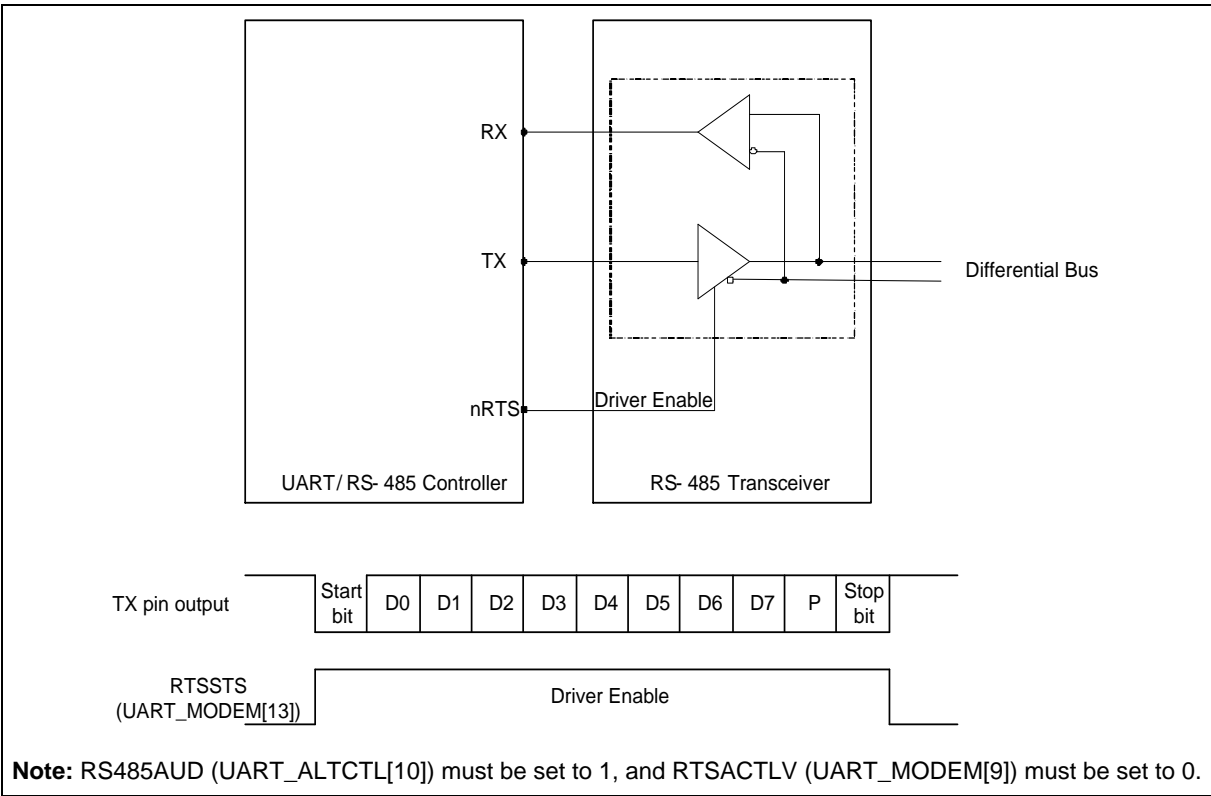 RX
TX
Differential Bus
nRTS
Driver Enable
UART/ RS- 485 Controller
RS- 485 Transceiver
TX pin output
Start
bit
D0
D1
D2
D3
D4
D5
D6
D7
P
Stop
bit
RTSSTS
(UART_MODEM[13])
Driver Enable
Note: RS485AUD (UART_ALTCTL[10]) must be set to 1, and RTSACTLV (UART_MODEM[9]) must be set to 0.